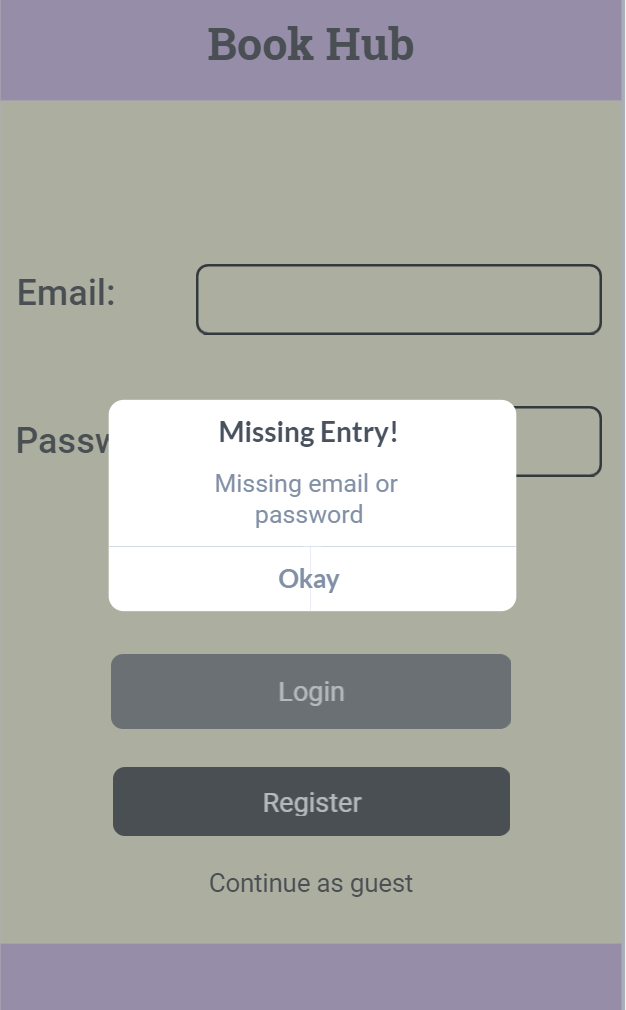 Book Hub
Email:
Passw
Missing Entry!
Missing email or
password
Okay
Login
Register
Continue as guest